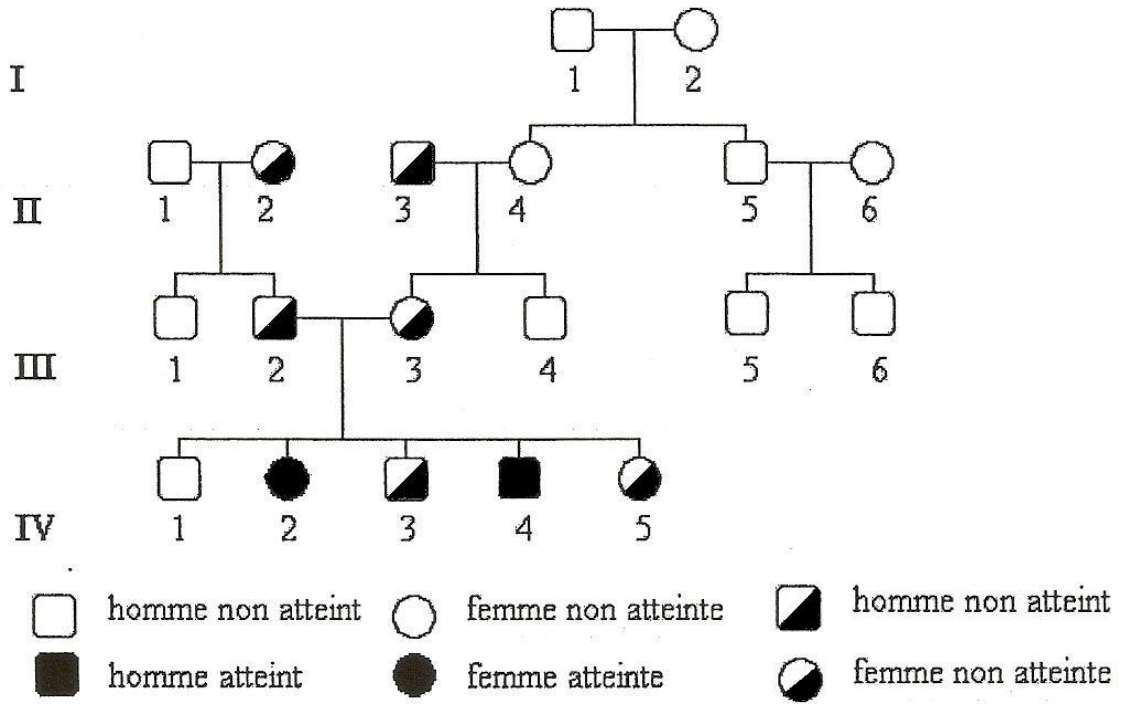 I
1 2
II
1 2 3 4 5 6
III
1 2 3 4 5 6
IV
1 2 3 4 5
homme non atteint femme non atteinte homme non atteint
homme atteint femme atteinte femme non atteinte